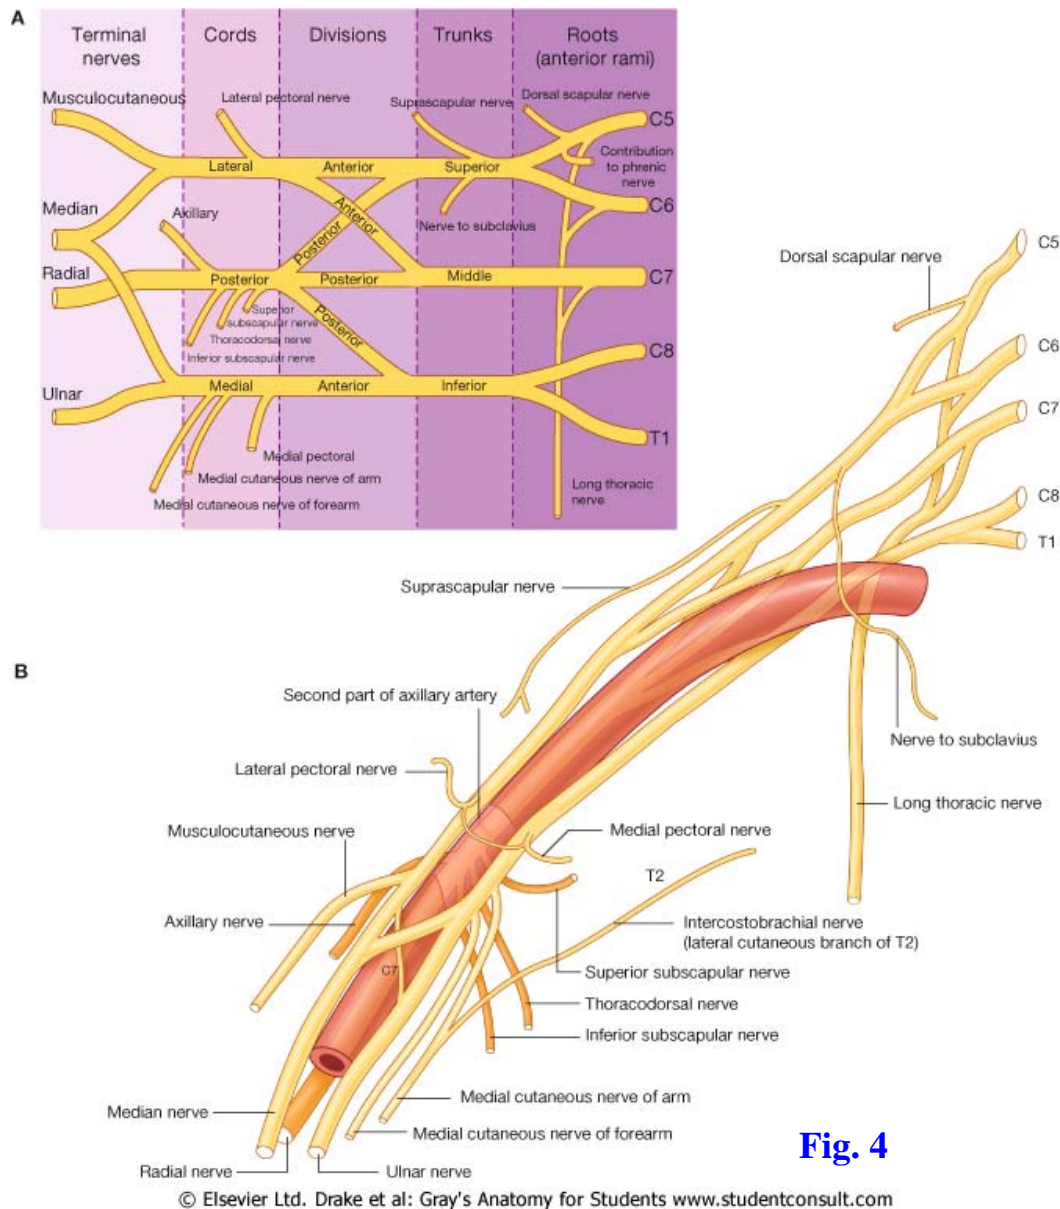 A
Terminal
nerves
Cords
Divisions
Trunks
Roots
(anterior rami)
Musculocutaneous
Lateral pectoral nerve
Suprascapular nerve
Dorsal scapular nerve
C5
Lateral
Anterior
Superior
Contribution
to phrenic
nerve
Median
Axillary
Anterior
Posterior
Nerve to subclavius
C6
Radial
Posterior
Posterior
Middle
C7
Superior
subscapular nerve
Thoracodorsal nerve
Inferior subscapular nerve
Posterior
C8
Ulnar
Medial
Anterior
Inferior
T1
Medial pectoral
Medial cutaneous nerve of arm
Medial cutaneous nerve of forearm
Long thoracic
nerve
B
C5
Dorsal scapular nerve
C6
C7
C8
T1
Suprascapular nerve
Second part of axillary artery
Nerve to subclavius
Lateral pectoral nerve
Long thoracic nerve
Musculocutaneous nerve
Medial pectoral nerve
T2
Axillary nerve
Intercostobrachial nerve
(lateral cutaneous branch of T2)
C7
Superior subscapular nerve
Thoracodorsal nerve
Inferior subscapular nerve
Medial cutaneous nerve of arm
Median nerve
Medial cutaneous nerve of forearm
Radial nerve
Ulnar nerve
Fig. 4
© Elsevier Ltd. Drake et al: Gray's Anatomy for Students www.studentconsult.com